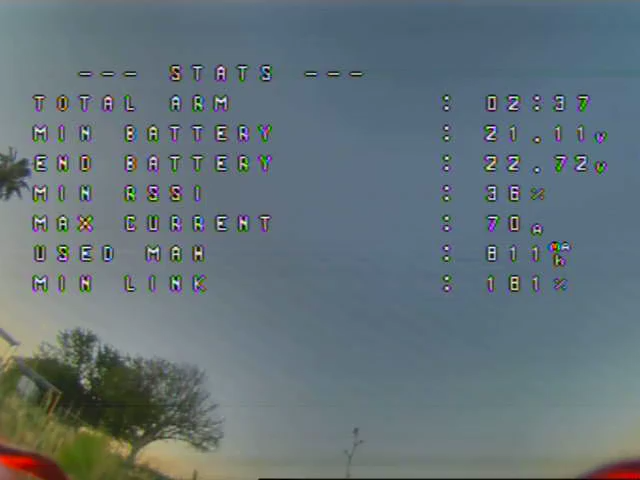 --- STATS ---
TOTAL ARM : 02:37
MIN BATTERY : 21.11V
END BATTERY : 22.72V
MIN RSSI : 36%
MAX CURRENT : 70A
USED MAH : 811mAh
MIN LINK : 181%